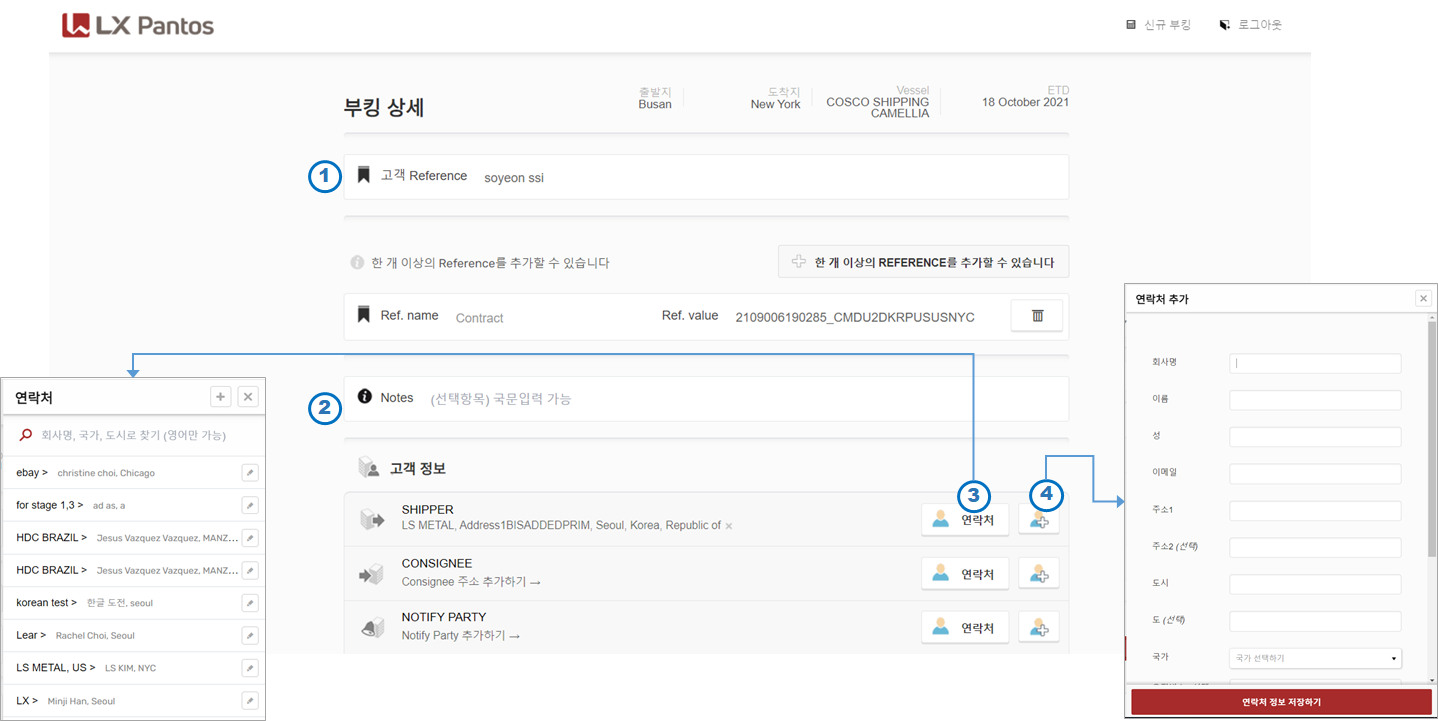 LX Pantos
신규 부킹
로그아웃
부킹 상세
출발지
Busan
도착지
New York
Vessel
COSCO SHIPPING
CAMELLIA
ETD
18 October 2021
1
고객 Reference
soyeon ssi
한 개 이상의 Reference를 추가할 수 있습니다
한 개 이상의 REFERENCE를 추가할 수 있습니다
Ref. name
Contract
Ref. value
2109006190285_CMDU2DKRPUSUSNYC
2
Notes
(선택항목) 국문입력 가능
고객 정보
3
4
SHIPPER
LS METAL, Address1BISADDEDPRIM, Seoul, Korea, Republic of ×
연락처
CONSIGNEE
Consignee 주소 추가하기 →
연락처
NOTIFY PARTY
Notify Party 추가하기 →
연락처
연락처
회사명, 국가, 도시로 찾기 (영어만 가능)
ebay > christine choi, Chicago
for stage 1,3 > ad as, a
HDC BRAZIL > Jesus Vazquez Vazquez, MANZ...
HDC BRAZIL > Jesus Vazquez Vazquez, MANZ...
korean test > 한글 도전, seoul
Lear > Rachel Choi, Seoul
LS METAL, US > LS KIM, NYC
LX > Minji Han, Seoul
연락처 추가
회사명
이름
성
이메일
주소1
주소2 (선택)
도시
도 (선택)
국가
국가 선택하기
연락처 정보 저장하기